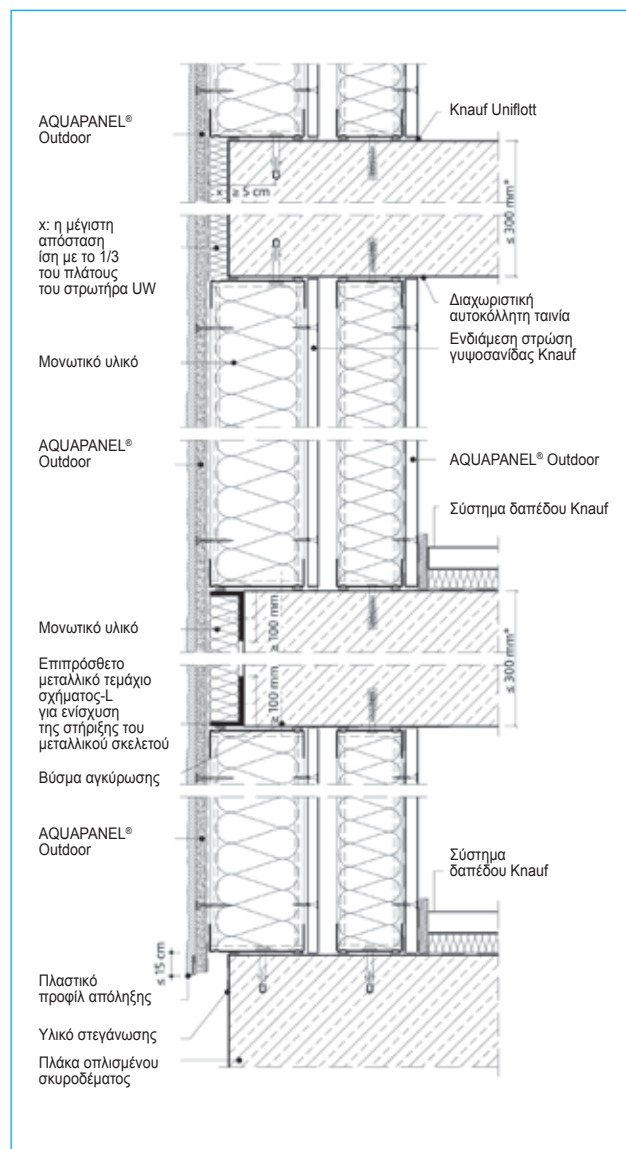 AQUAPANEL®
Outdoor
Knauf Uniflott
x ≥ 5 cm
≤ 300 mm*
x: η μέγιστη
απόσταση
ίση με το 1/3
του πλάτους
του στρωτήρα UW
Διαχωριστική
αυτοκόλλητη ταινία
Ενδιάμεση στρώση
γυψοσανίδας Knauf
Μονωτικό υλικό
AQUAPANEL®
Outdoor
AQUAPANEL® Outdoor
Σύστημα δαπέδου Knauf
Μονωτικό υλικό
≥ 100 mm
≥ 100 mm
≤ 300 mm*
Επιπρόσθετο
μεταλλικό τεμάχιο
σχήματος-L
για ενίσχυση
της στήριξης του
μεταλλικού σκελετού
Βύσμα αγκύρωσης
AQUAPANEL®
Outdoor
Σύστημα
δαπέδου Knauf
≤ 15 cm
Πλαστικό
προφίλ απόληξης
Υλικό στεγάνωσης
Πλάκα οπλισμένου
σκυροδέματος